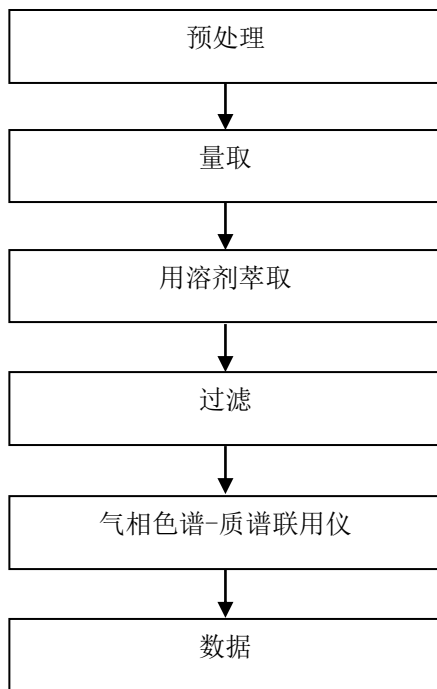 预处理
量取
用溶剂萃取
过滤
气相色谱-质谱联用仪
数据